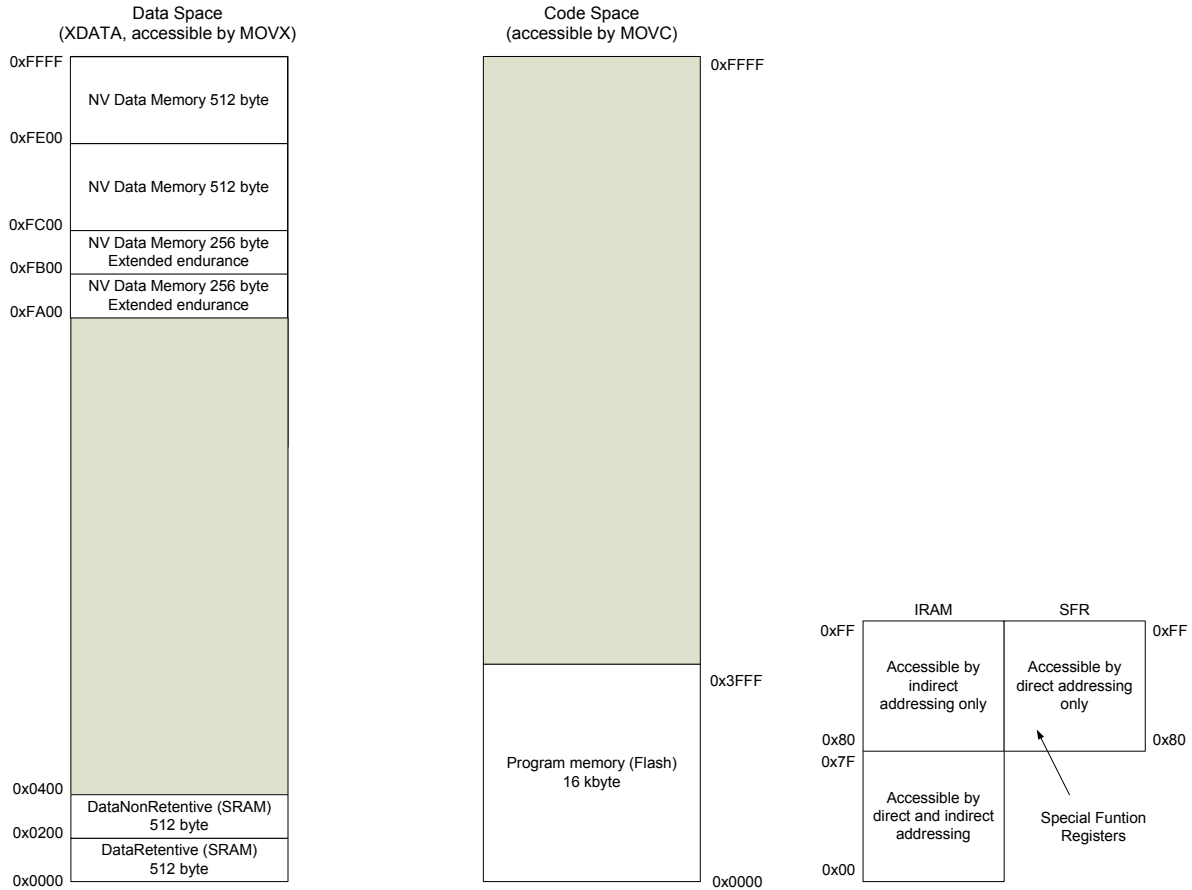 Data Space
(XDATA, accessible by MOVX)
0xFFFF
NV Data Memory 512 byte
0xFE00
NV Data Memory 512 byte
0xFC00
NV Data Memory 256 byte
Extended endurance
0xFB00
NV Data Memory 256 byte
Extended endurance
0xFA00
0x0400
DataNonRetentive (SRAM)
512 byte
0x0200
DataRetentive (SRAM)
512 byte
0x0000
Code Space
(accessible by MOVC)
0xFFFF
0x3FFF
Program memory (Flash)
16 kbyte
0x0000
IRAM
SFR
0xFF
0xFF
Accessible by
indirect
addressing only
Accessible by
direct addressing
only
0x80
0x80
0x7F
Accessible by
direct and indirect
addressing
Special Funtion
Registers
0x00